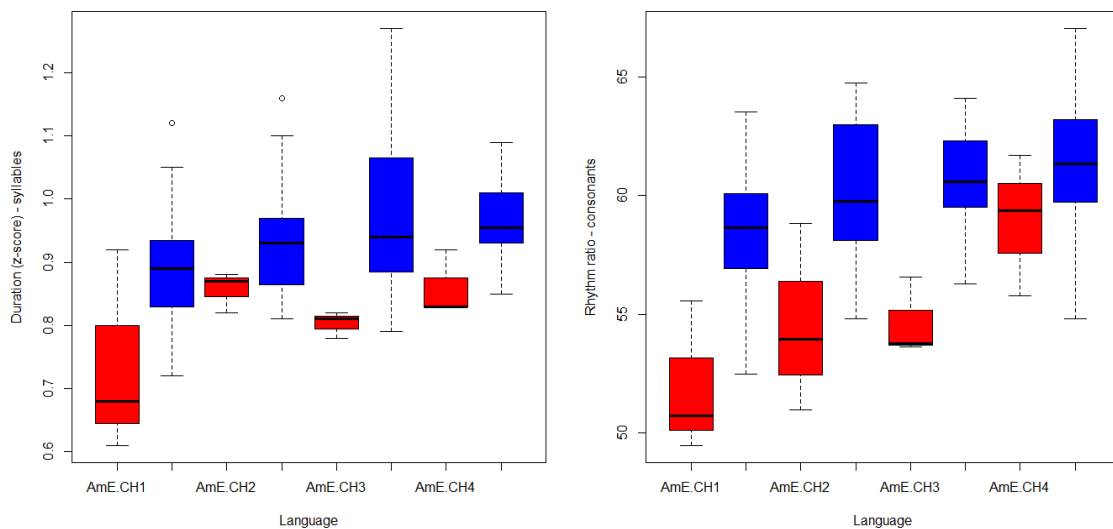 Duration (z-score) - syllables
1.2
1.1
1.0
0.9
0.8
0.7
0.6
AmE.CH1 AmE.CH2 AmE.CH3 AmE.CH4
Language
Rhythm ratio - consonants
65
60
55
50
AmE.CH1 AmE.CH2 AmE.CH3 AmE.CH4
Language